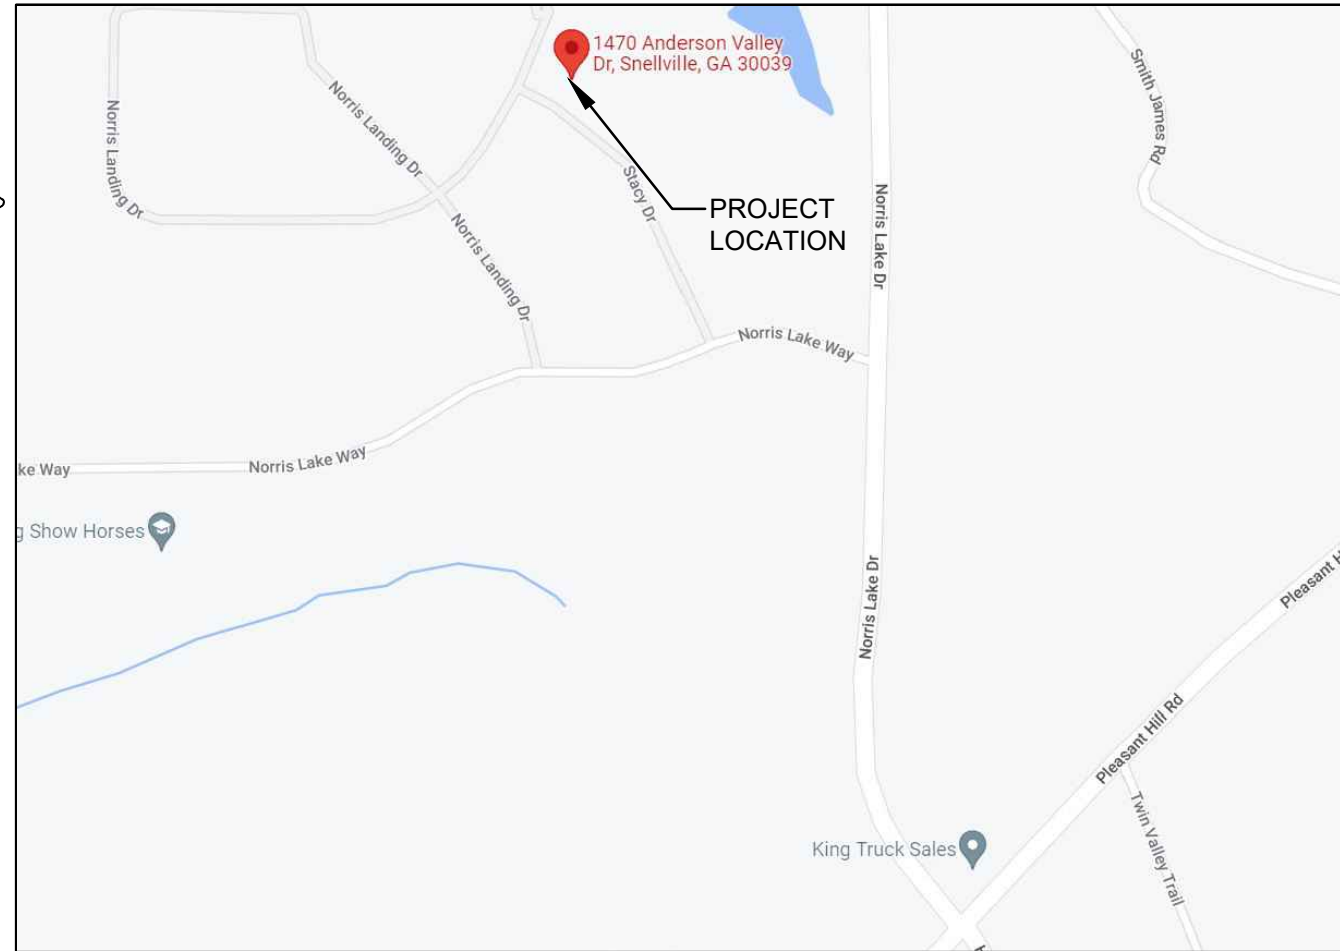 1470 Anderson Valley
Dr, Snellville, GA 30039
Smith James Rd
Norris Landing Dr
Norris Landing Dr
Stacy Dr
PROJECT
LOCATION
Norris Lake Dr
Norris Landing Dr
Norris Lake Way
Norris Lake Way
ke Way
g Show Horses
Norris Lake Dr
Pleasant H
Pleasant Hill Rd
Twin Valley Trail
King Truck Sales